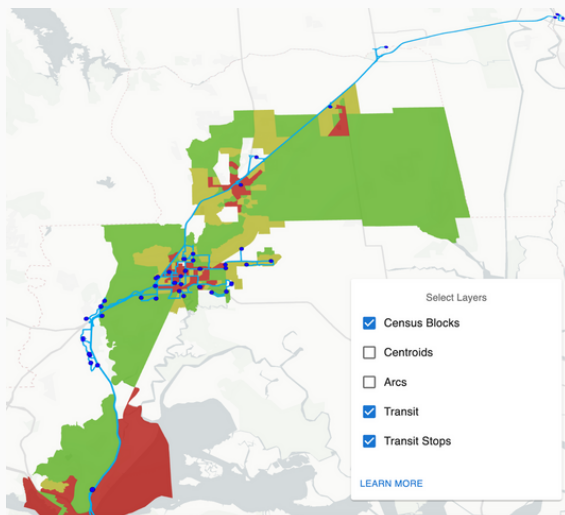 Select Layers
Census Blocks
Centroids
Arcs
Transit
Transit Stops
LEARN MORE